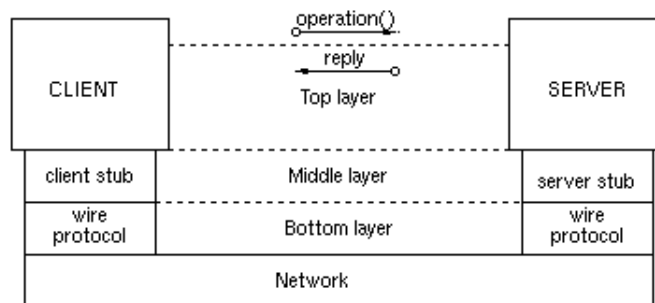 operation()
reply
CLIENT
Top layer
SERVER
client stub
Middle layer
server stub
wire
protocol
Bottom layer
wire
protocol
Network